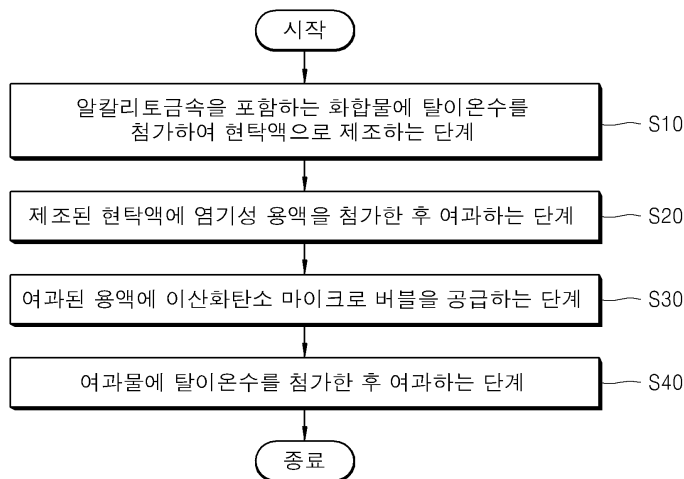 시작
알칼리토금속을 포함하는 화합물에 탈이온수를
첨가하여 현탁액으로 제조하는 단계
S10
제조된 현탁액에 염기성 용액을 첨가한 후 여과하는 단계
S20
여과된 용액에 이산화탄소 마이크로 버블을 공급하는 단계
S30
여과물에 탈이온수를 첨가한 후 여과하는 단계
S40
종료